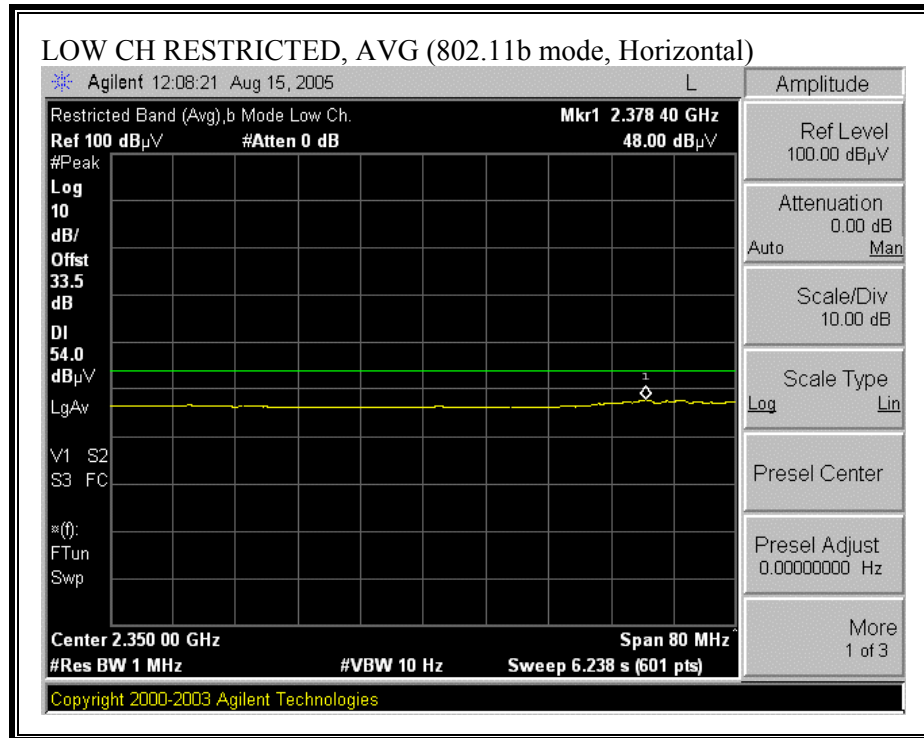 LOW CH RESTRICTED, AVG (802.11b mode, Horizontal)
Agilent 12:08:21 Aug 15, 2005 L
Restricted Band (Avg),b Mode Low Ch. Mkr1 2.378 40 GHz
Ref 100 dBµV #Atten 0 dB 48.00 dBµV
#Peak
Log
10
dB/
Offst
33.5
dB
DI
54.0
dBµV
LgAv
1
V1 S2
S3 FC
¤(f):
FTun
Swp
Center 2.350 00 GHz Span 80 MHz^
#Res BW 1 MHz #VBW 10 Hz Sweep 6.238 s (601 pts)
Copyright 2000-2003 Agilent Technologies
Amplitude
Ref Level
100.00 dBµV
Attenuation
0.00 dB
Auto Man
Scale/Div
10.00 dB
Scale Type
Log Lin
Presel Center
Presel Adjust
0.00000000 Hz
More
1 of 3